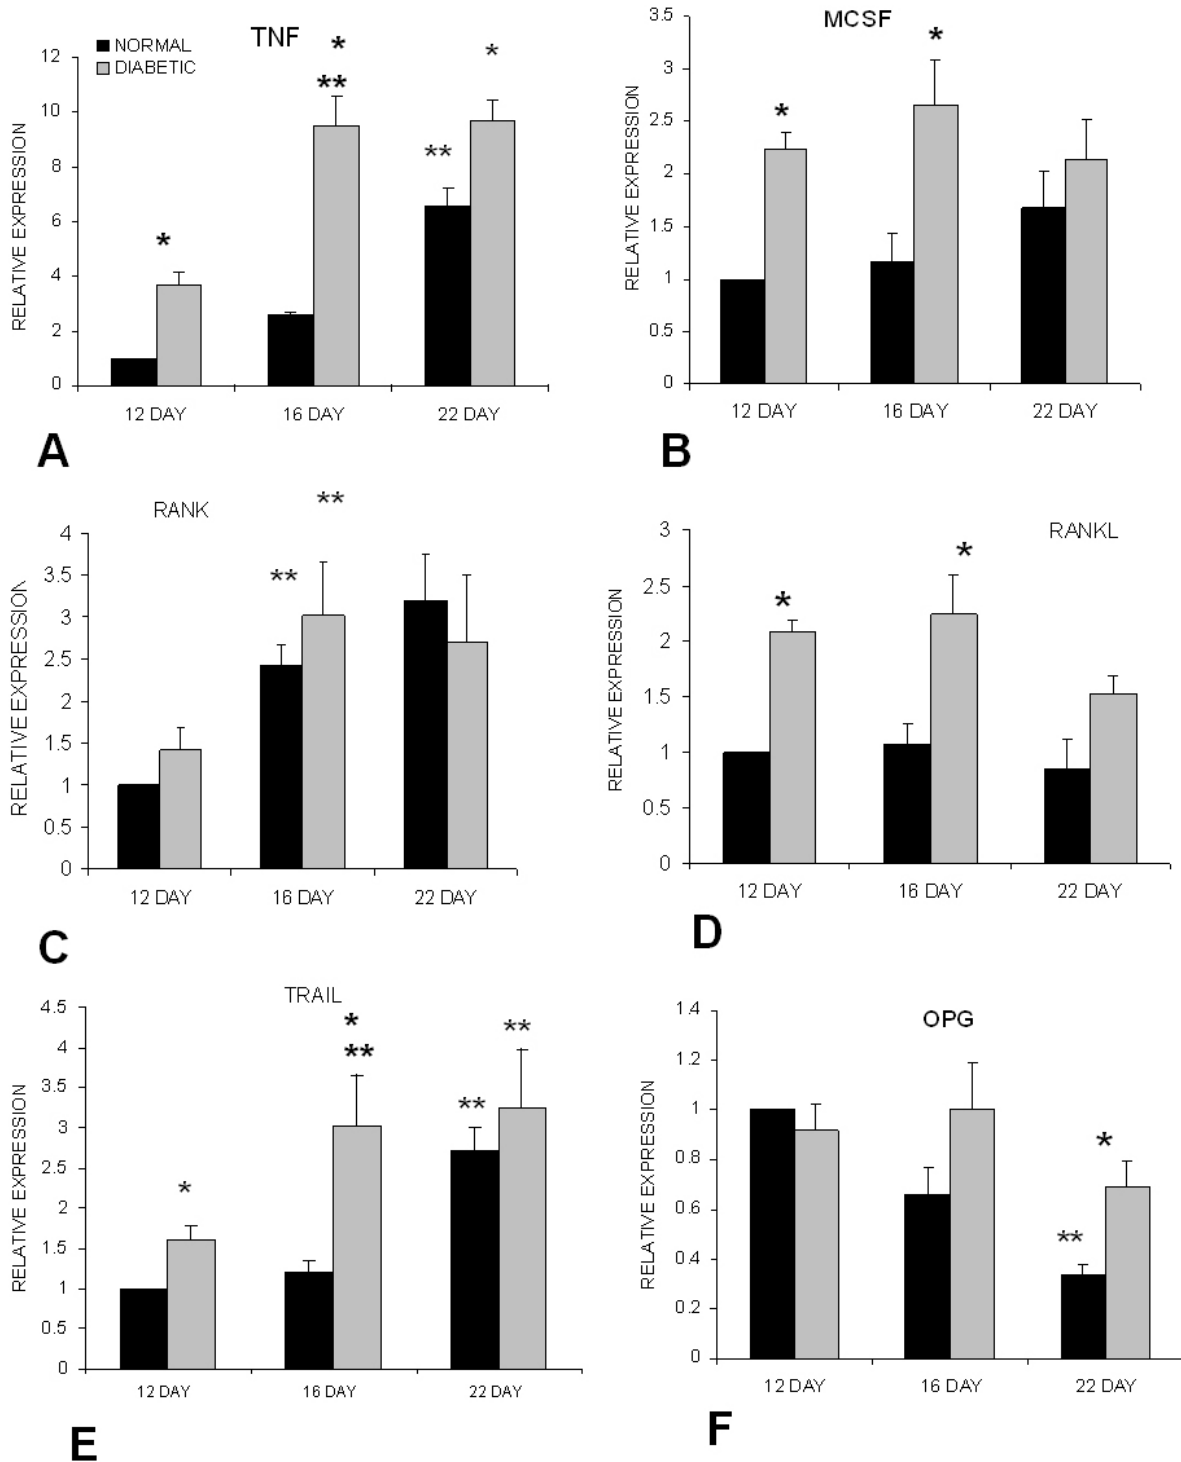 TNF
NORMAL
DIABETIC
*
**
*
**
*
12
10
8
6
4
2
0
RELATIVE EXPRESSION
12 DAY 16 DAY 22 DAY
A
MCSF
*
*
3.5
3
2.5
2
1.5
1
0.5
0
RELATIVE EXPRESSION
12 DAY 16 DAY 22 DAY
B
RANK
**
**
4
3.5
3
2.5
2
1.5
1
0.5
0
RELATIVE EXPRESSION
12 DAY 16 DAY 22 DAY
C
RANKL
*
*
3
2.5
2
1.5
1
0.5
0
RELATIVE EXPRESSION
12 DAY 16 DAY 22 DAY
D
TRAIL
*
**
**
**
*
4.5
4
3.5
3
2.5
2
1.5
1
0.5
0
RELATIVE EXPRESSION
12 DAY 16 DAY 22 DAY
E
OPG
*
**
1.4
1.2
1
0.8
0.6
0.4
0.2
0
RELATIVE EXPRESSION
12 DAY 16 DAY 22 DAY
F